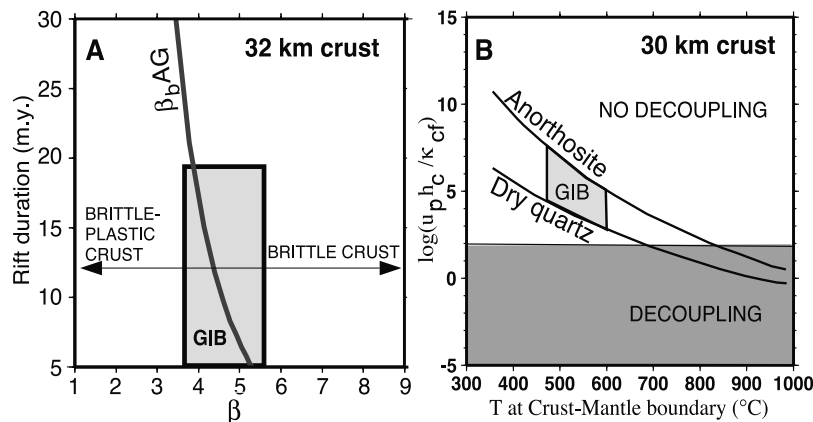 A
32 km crust
βbAG
Rift duration (m.y.)
30
25
20
15
10
5
BRITTLE-
PLASTIC
CRUST
BRITTLE CRUST
GIB
1 2 3 4 5 6 7 8 9
β
B
30 km crust
log(uphc/κcf)
15
10
5
0
-5
Anorthosite
NO DECOUPLING
GIB
Dry quartz
DECOUPLING
300 400 500 600 700 800 900 1000
T at Crust-Mantle boundary (°C)